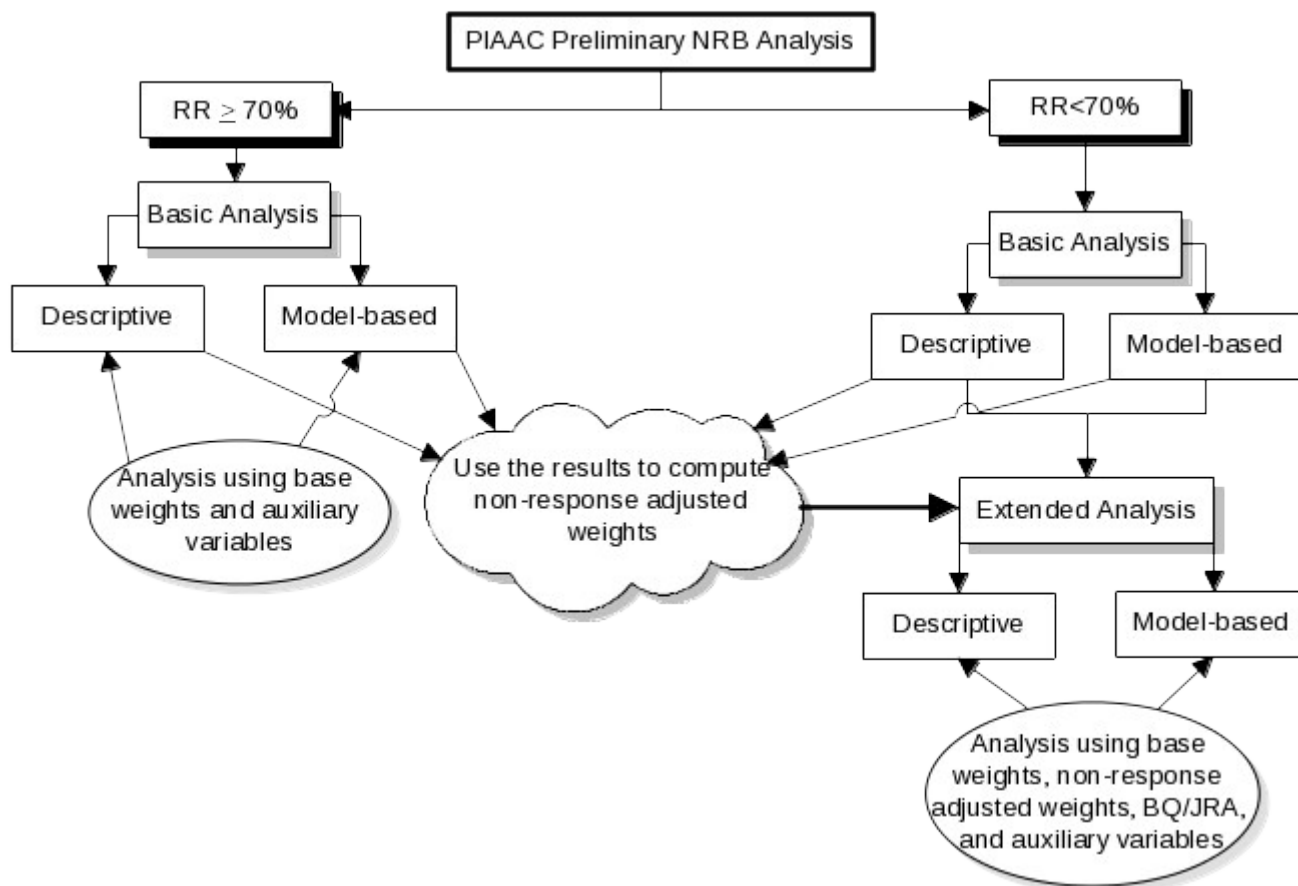 PIAAC Preliminary NRB Analysis
RR ≥ 70%
RR<70%
Basic Analysis
Basic Analysis
Descriptive
Model-based
Descriptive
Model-based
Analysis using base
weights and auxiliary
variables
Use the results to compute
non-response adjusted
weights
Extended Analysis
Descriptive
Model-based
Analysis using base
weights, non-response
adjusted weights, BQ/JRA,
and auxiliary variables